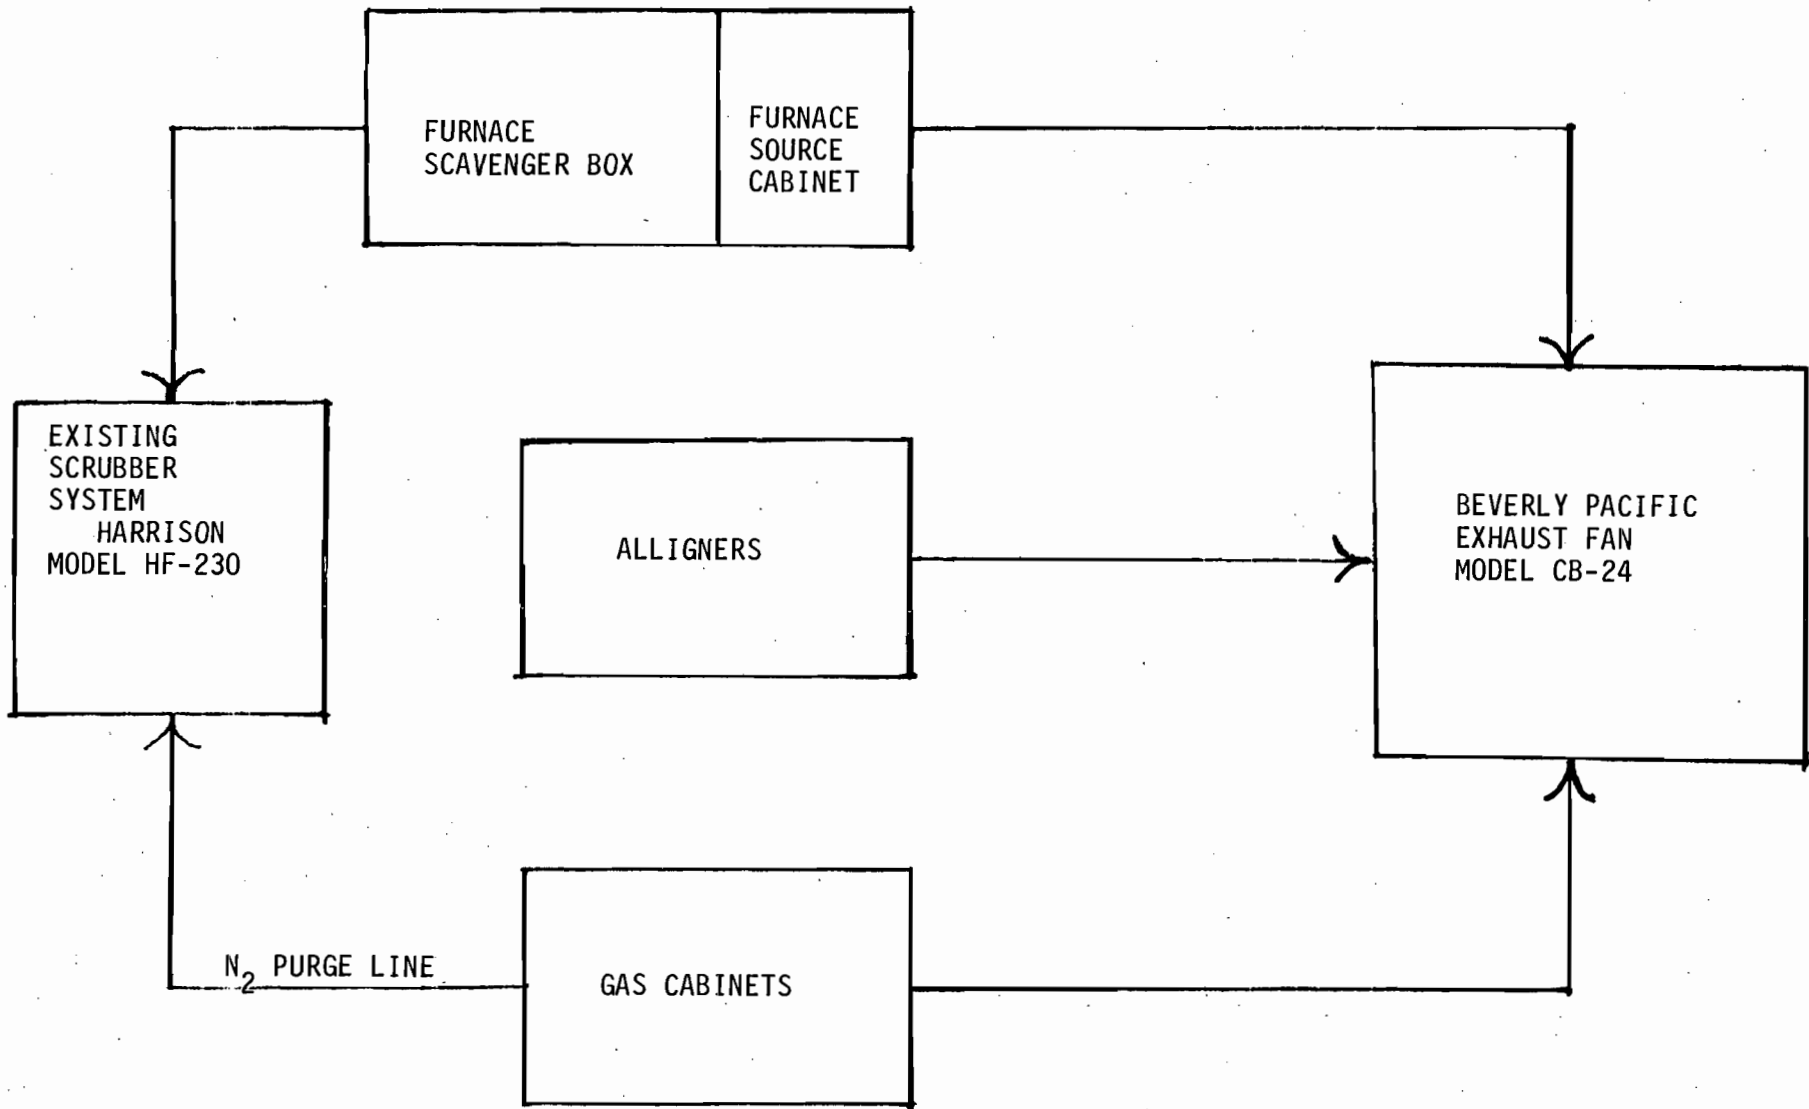 FURNACE
SCAVENGER BOX
FURNACE
SOURCE
CABINET
EXISTING
SCRUBBER
SYSTEM
HARRISON
MODEL HF-230
ALLIGNERS
BEVERLY PACIFIC
EXHAUST FAN
MODEL CB-24
N₂ PURGE LINE
GAS CABINETS